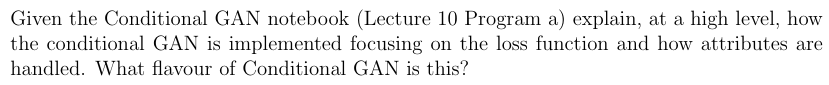 Given the Conditional GAN notebook (Lecture 10 Program a) explain, at a high level, how
the conditional GAN is implemented focusing on the loss function and how attributes are
handled. What flavour of Conditional GAN is this?